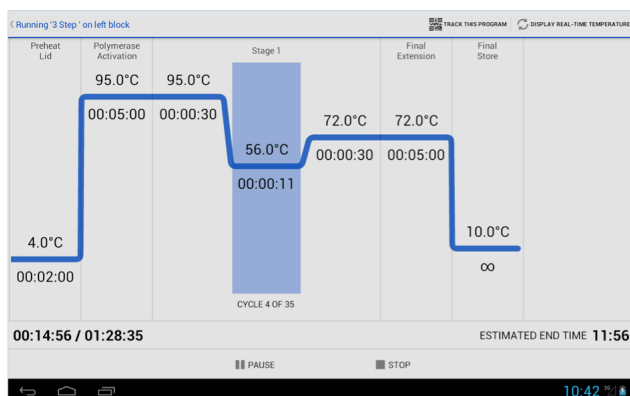 Running '3 Step ' on left block
TRACK THIS PROGRAM
DISPLAY REAL-TIME TEMPERATURE
Preheat
Lid
Polymerase
Activation
Stage 1
Final
Extension
Final
Store
95.0°C
95.0°C
00:05:00
00:00:30
56.0°C
00:00:11
72.0°C
72.0°C
00:00:30
00:05:00
4.0°C
00:02:00
10.0°C
∞
CYCLE 4 OF 35
00:14:56 / 01:28:35
ESTIMATED END TIME 11:56
PAUSE
STOP
10:42